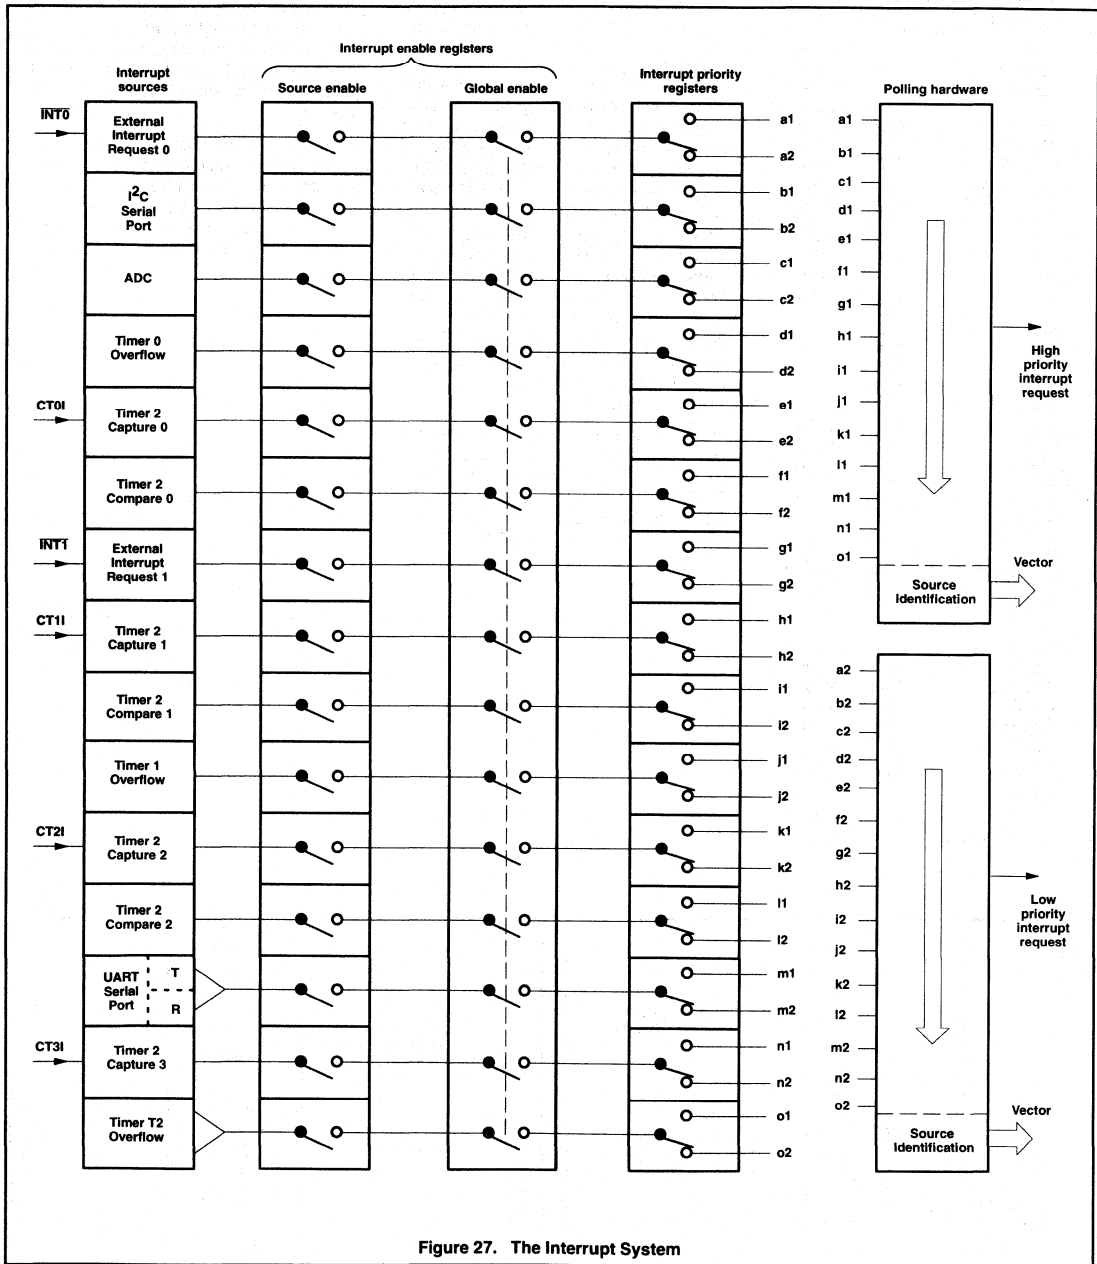 Interrupt enable registers
Interrupt
sources
Source enable
Global enable
Interrupt priority
registers
Polling hardware
INT0
External
Interrupt
Request 0
a1
a2
I2C
Serial
Port
b1
b2
ADC
c1
c2
Timer 0
Overflow
d1
d2
CT0I
Timer 2
Capture 0
e1
e2
Timer 2
Compare 0
f1
f2
INT1
External
Interrupt
Request 1
g1
g2
CT1I
Timer 2
Capture 1
h1
h2
Timer 2
Compare 1
i1
i2
Timer 1
Overflow
j1
j2
CT2I
Timer 2
Capture 2
k1
k2
Timer 2
Compare 2
l1
l2
UART
Serial
Port
T
R
m1
m2
CT3I
Timer 2
Capture 3
n1
n2
Timer T2
Overflow
o1
o2
a1
b1
c1
d1
e1
f1
g1
h1
i1
j1
k1
l1
m1
n1
o1
High
priority
interrupt
request
Source
Identification
Vector
a2
b2
c2
d2
e2
f2
g2
h2
i2
j2
k2
l2
m2
n2
o2
Low
priority
interrupt
request
Source
Identification
Vector
Figure 27. The Interrupt System